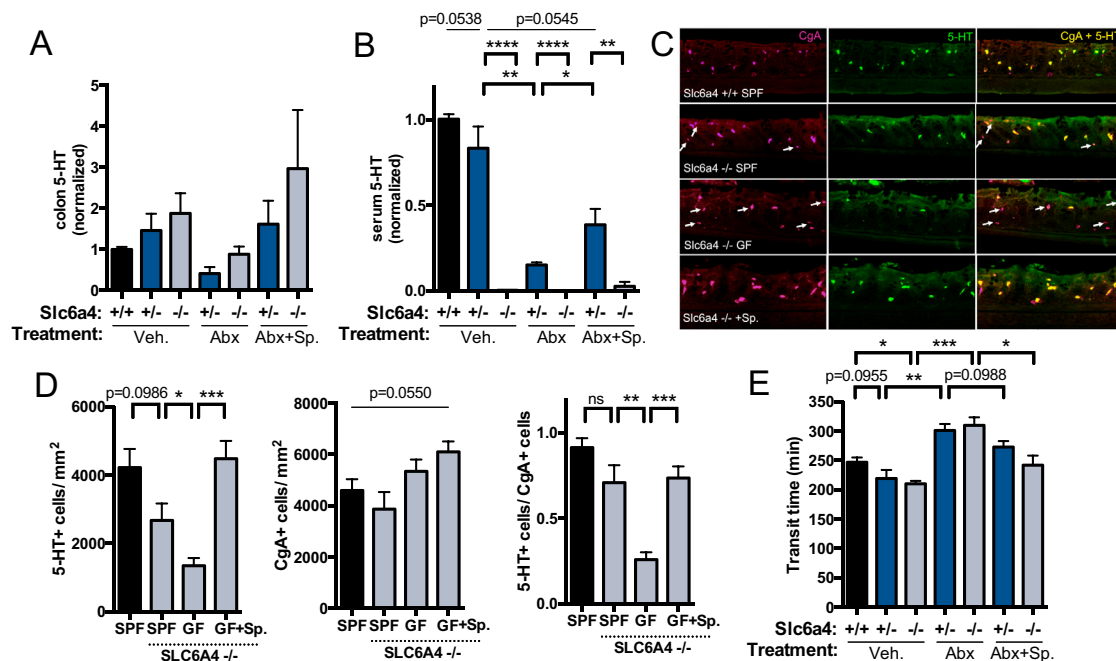 A
colon 5-HT
(normalized)
5
4
3
2
1
0
Slc6a4: +/+ +/- -/- +/- -/- +/- -/-
Treatment: Veh. Abx Abx+Sp.
B
p=0.0538 p=0.0545
**** **** **
** *
serum 5-HT
(normalized)
1.0
0.5
0.0
Slc6a4: +/+ +/- -/- +/- -/- +/- -/-
Treatment: Veh. Abx Abx+Sp.
C
CgA 5-HT CgA + 5-HT
Slc6a4 +/+ SPF
Slc6a4 -/- SPF
Slc6a4 -/- GF
Slc6a4 -/- +Sp.
D
p=0.0986 * ***
5-HT+ cells/ mm2
6000
4000
2000
0
SPF SPF GF GF+Sp.
SLC6A4 -/-
p=0.0550
CgA+ cells/ mm2
8000
6000
4000
2000
0
SPF SPF GF GF+Sp.
SLC6A4 -/-
ns ** ***
5-HT+ cells/ CgA+ cells
1.0
0.5
0.0
SPF SPF GF GF+Sp.
SLC6A4 -/-
E
* *** *
p=0.0955 ** p=0.0988
Transit time (min)
350
300
250
200
150
100
50
0
Slc6a4: +/+ +/- -/- +/- -/- +/- -/-
Treatment: Veh. Abx Abx+Sp.